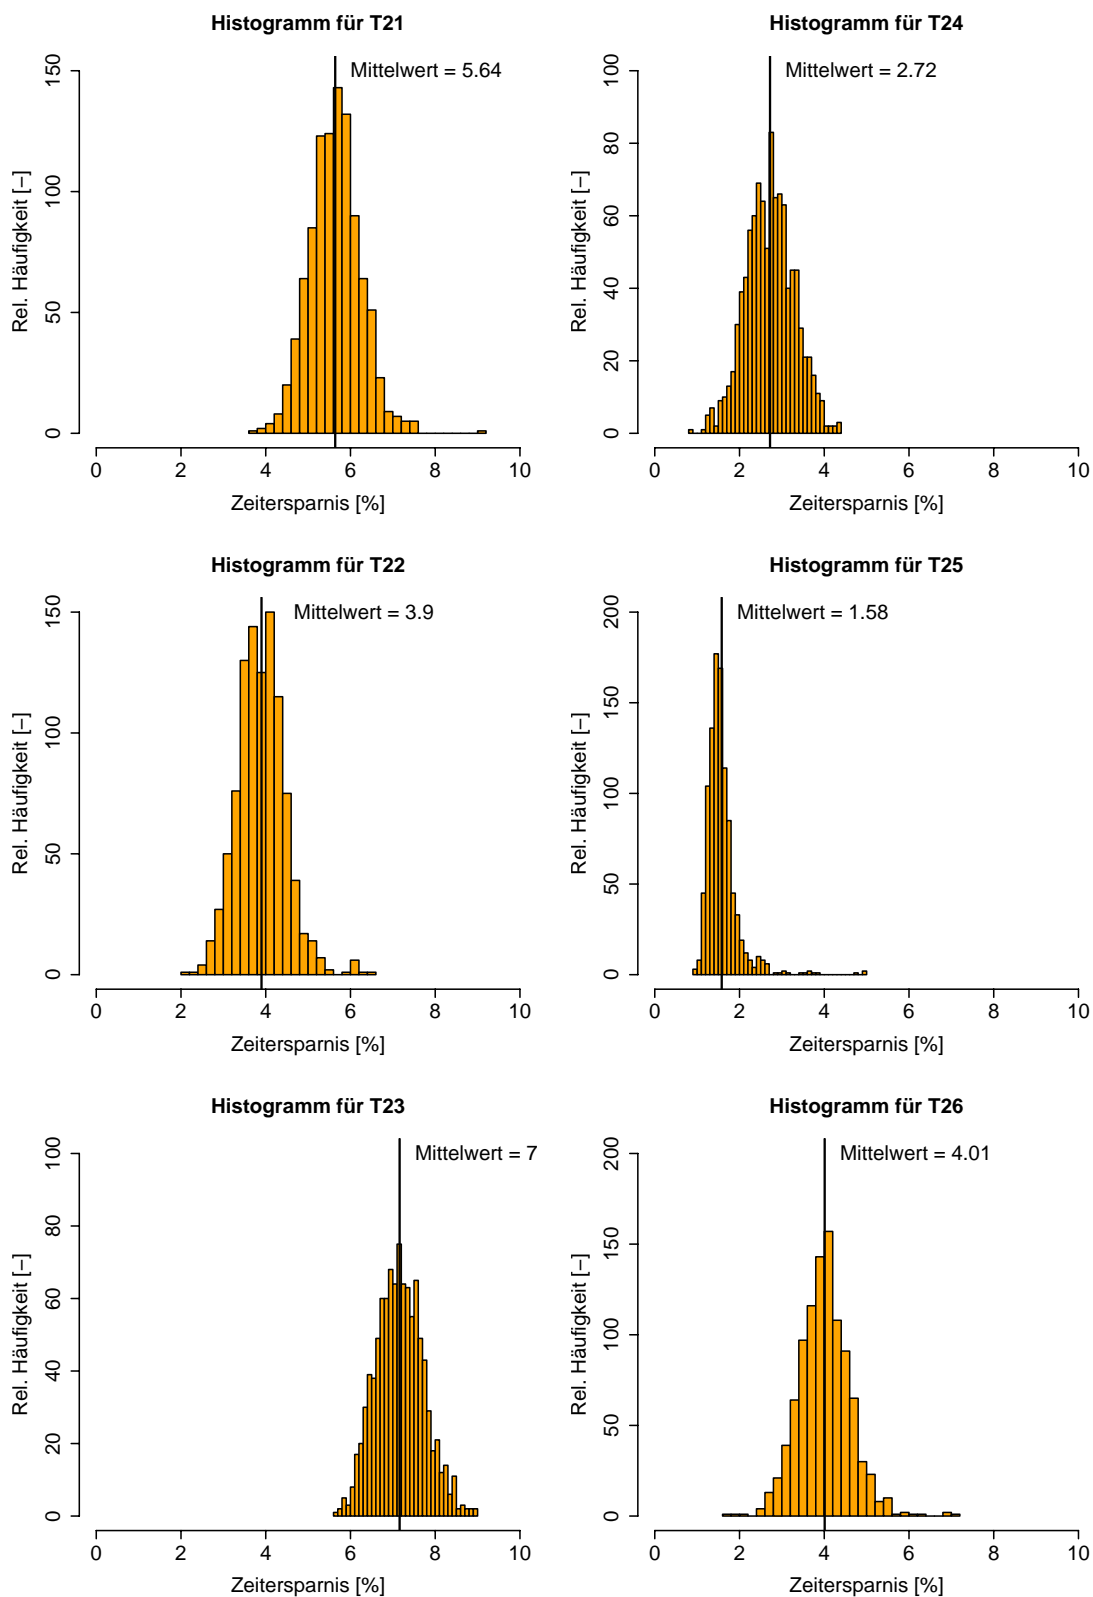 Histogramm für T21
Mittelwert = 5.64
Rel. Häufigkeit [−]
150
100
50
0
0 2 4 6 8 10
Zeitersparnis [%]
Histogramm für T24
Mittelwert = 2.72
Rel. Häufigkeit [−]
100
80
60
40
20
0
0 2 4 6 8 10
Zeitersparnis [%]
Histogramm für T22
Mittelwert = 3.9
Rel. Häufigkeit [−]
150
100
50
0
0 2 4 6 8 10
Zeitersparnis [%]
Histogramm für T25
Mittelwert = 1.58
Rel. Häufigkeit [−]
200
150
100
50
0
0 2 4 6 8 10
Zeitersparnis [%]
Histogramm für T23
Mittelwert = 7
Rel. Häufigkeit [−]
100
80
60
40
20
0
0 2 4 6 8 10
Zeitersparnis [%]
Histogramm für T26
Mittelwert = 4.01
Rel. Häufigkeit [−]
200
150
100
50
0
0 2 4 6 8 10
Zeitersparnis [%]